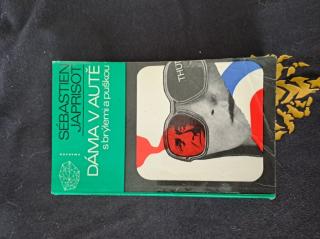 SÉBASTIEN
JAPRISOT
DÁMA V AUTĚ
s brýlemi a puškou